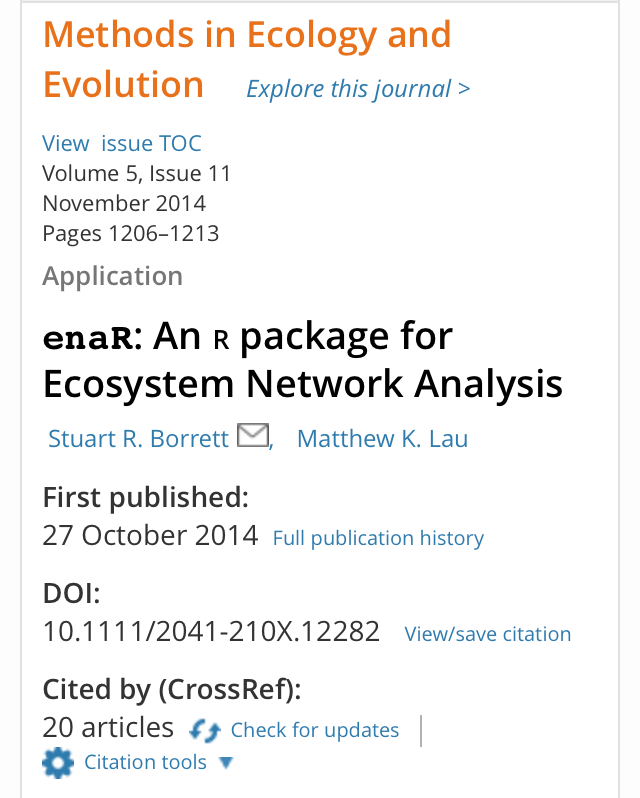 Methods in Ecology and
Evolution Explore this journal >
View issue TOC
Volume 5, Issue 11
November 2014
Pages 1206–1213
Application
enaR: An R package for
Ecosystem Network Analysis
Stuart R. Borrett, Matthew K. Lau
First published:
27 October 2014 Full publication history
DOI:
10.1111/2041-210X.12282 View/save citation
Cited by (CrossRef):
20 articles Check for updates
Citation tools ▼